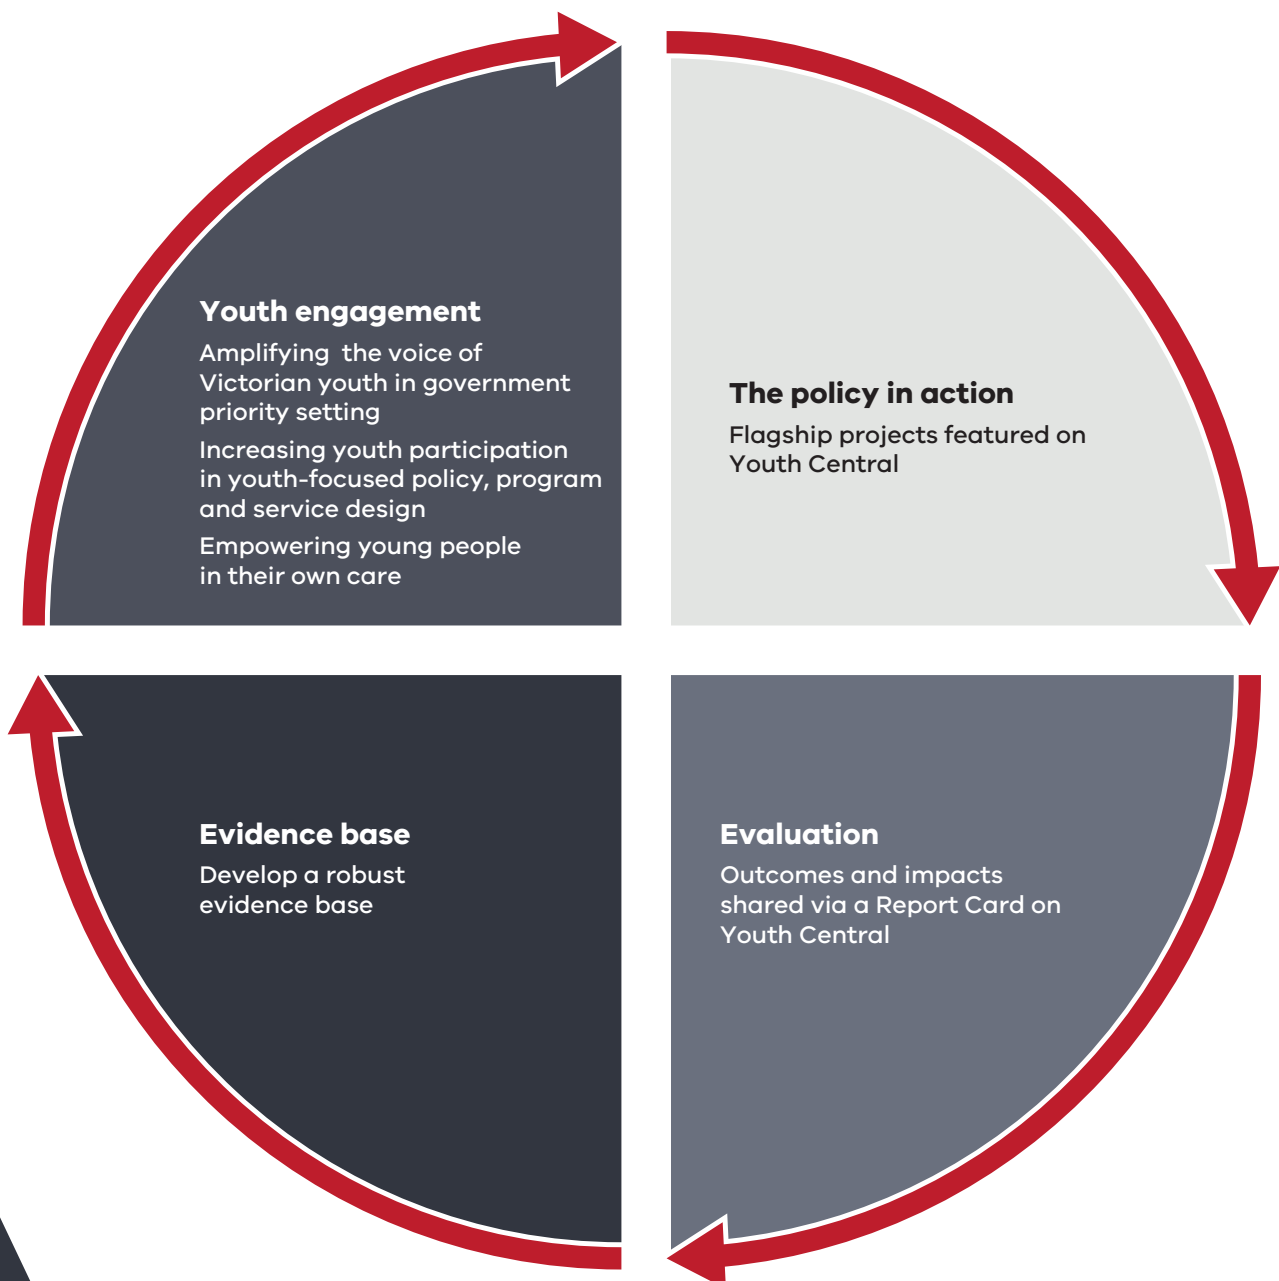 Youth engagement
Amplifying  the voice of
Victorian youth in government
priority setting
Increasing youth participation
in youth-focused policy, program
and service design
Empowering young people
in their own care
The policy in action
Flagship projects featured on
Youth Central
Evidence base
Develop a robust
evidence base
Evaluation
Outcomes and impacts
shared via a Report Card on
Youth Central